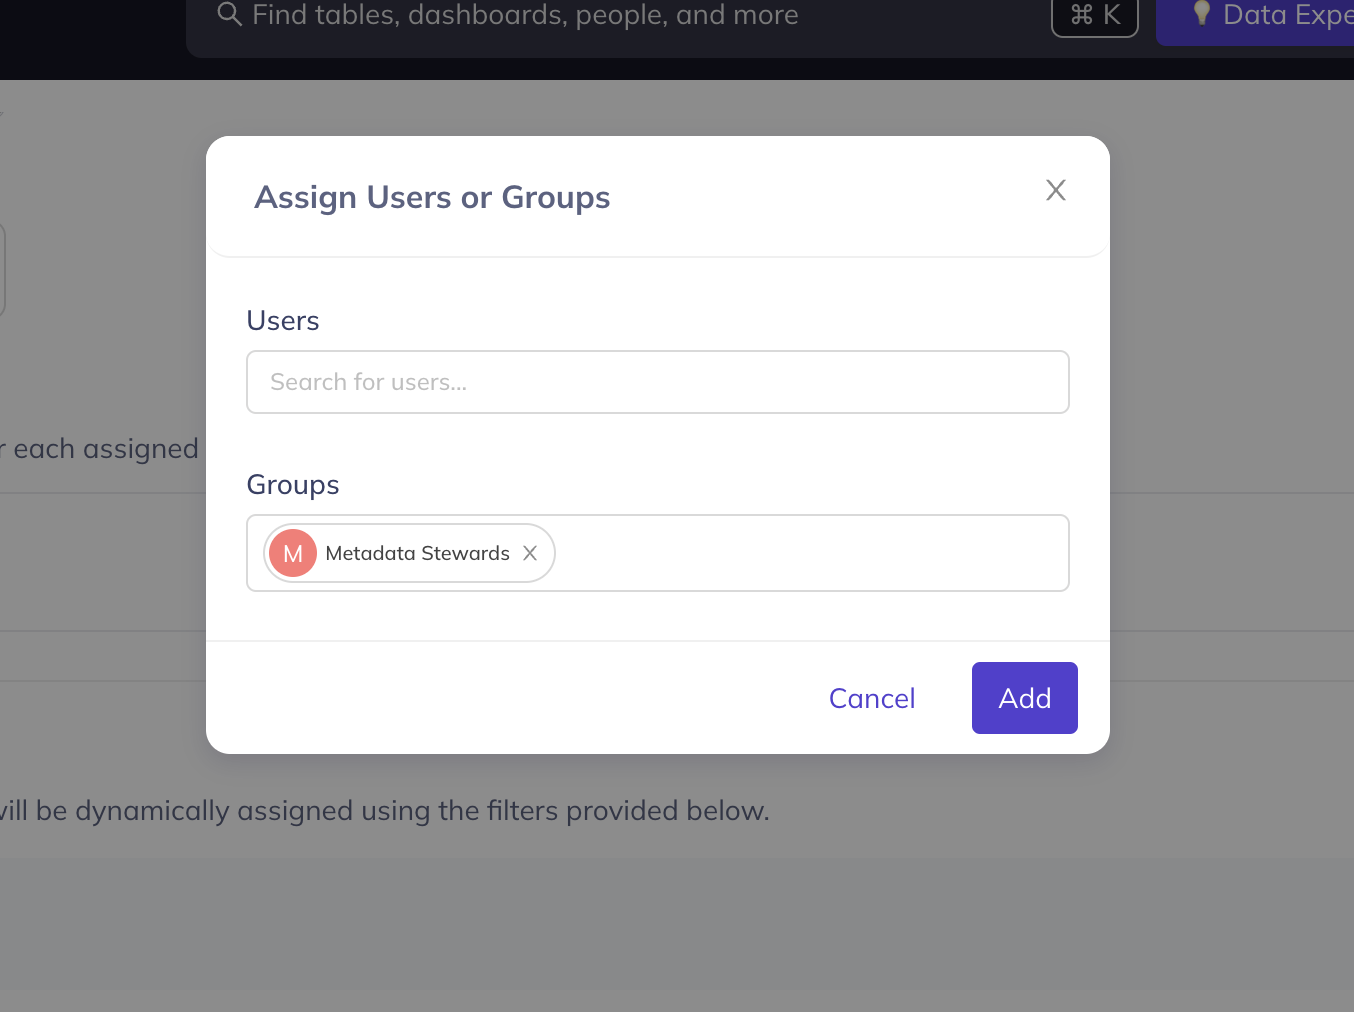 Find tables, dashboards, people, and more
⌘ K
Data Expe
Assign Users or Groups
Users
Search for users...
r each assigned
Groups
M Metadata Stewards
Cancel
Add
will be dynamically assigned using the filters provided below.